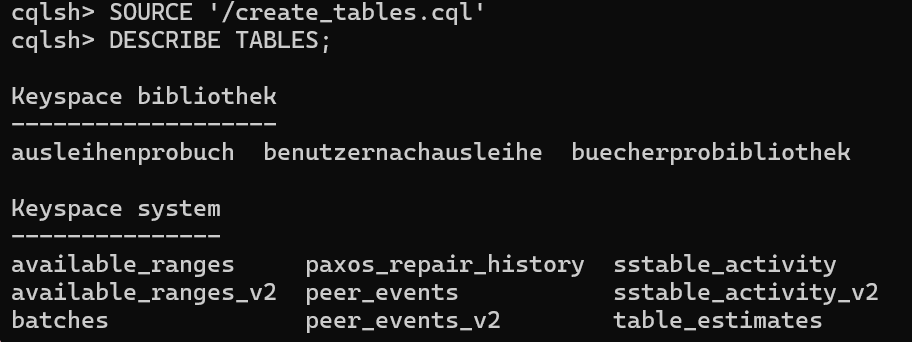 cqlsh> SOURCE '/create_tables.cql'
cqlsh> DESCRIBE TABLES;
Keyspace bibliothek
-------------------
ausleihenprobuch  benutzernachausleihe  buecherprobibliothek
Keyspace system
---------------
available_ranges     paxos_repair_history  sstable_activity
available_ranges_v2  peer_events           sstable_activity_v2
batches              peer_events_v2        table_estimates